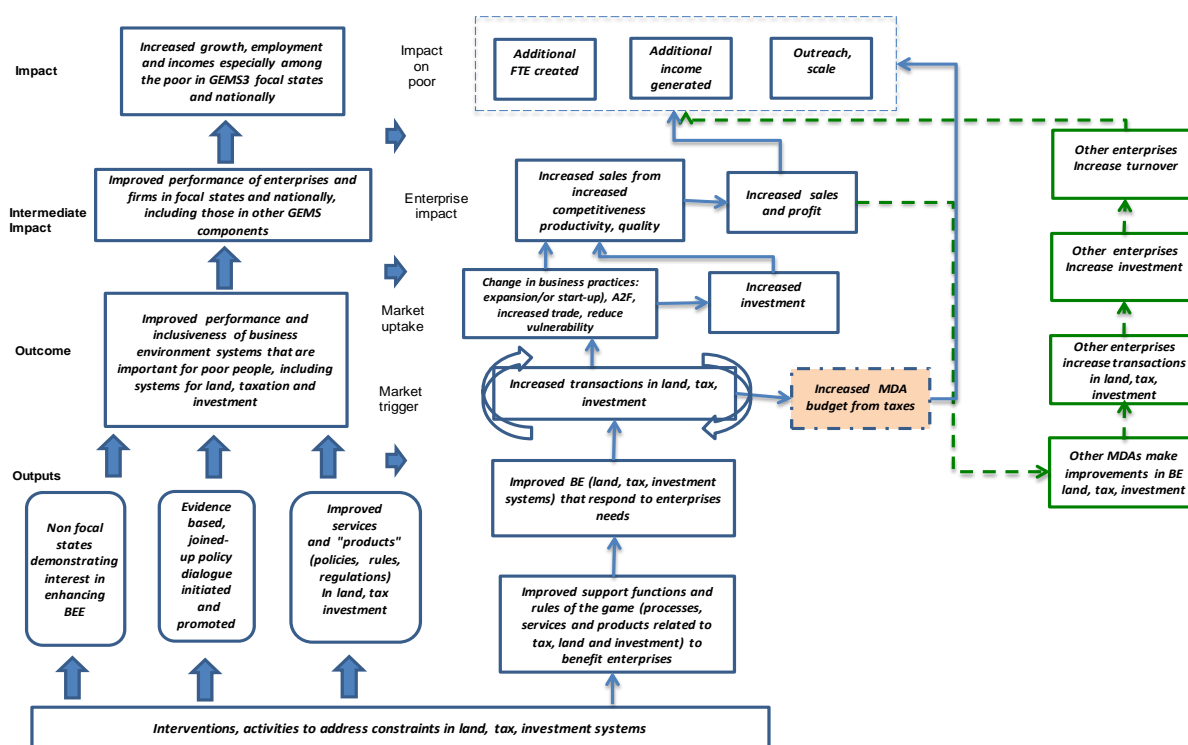 Impact
Increased growth, employment
and incomes especially among
the poor in GEMS3 focal states
and nationally
Intermediate
Impact
Improved performance of enterprises and
firms in focal states and nationally,
including those in other GEMS
components
Outcome
Improved performance and
inclusiveness of business
environment systems that are
important for poor people, including
systems for land, taxation and
investment
Outputs
Non focal
states
demonstrating
interest in
enhancing
BEE
Evidence
based,
joined-
up policy
dialogue
initiated
and
promoted
Improved
services
and "products"
(policies, rules,
regulations)
In land, tax
investment
Interventions, activities to address constraints in land, tax, investment systems
Impact
on
poor
Enterprise
impact
Market
uptake
Market
trigger
Additional
FTE created
Additional
income
generated
Outreach,
scale
Increased sales from
increased
competitiveness
productivity, quality
Increased sales
and profit
Change in business practices:
expansion/or start-up), A2F,
increased trade, reduce
vulnerability
Increased
investment
Increased transactions in land, tax,
investment
Increased MDA
budget from taxes
Improved BE (land, tax, investment
systems) that respond to enterprises
needs
Improved support functions and
rules of the game (processes,
services and products related to
tax, land and investment) to
benefit enterprises
Other enterprises
Increase turnover
Other enterprises
Increase investment
Other enterprises
increase transactions
in land, tax,
investment
Other MDAs make
improvements in BE
land, tax, investment